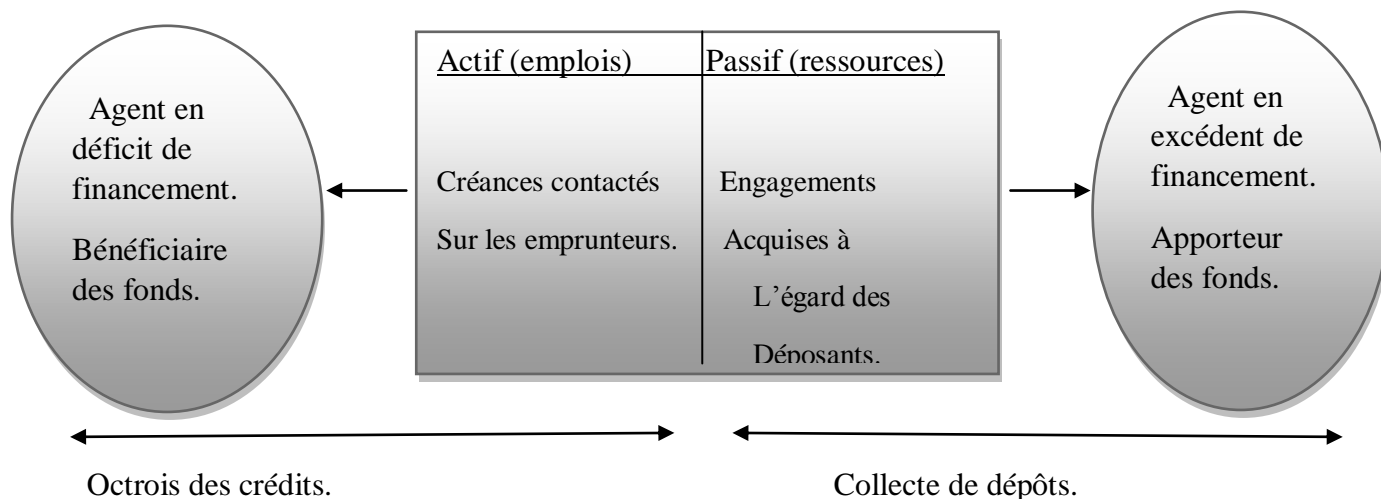 Agent en
déficit de
financement.
Bénéficiaire
des fonds.
Actif (emplois)
Créances contactés
Sur les emprunteurs.
Passif (ressources)
Engagements
Acquises à
L’égard des
Déposants.
Agent en
excédent de
financement.
Apporteur
des fonds.
Octrois des crédits.
Collecte de dépôts.